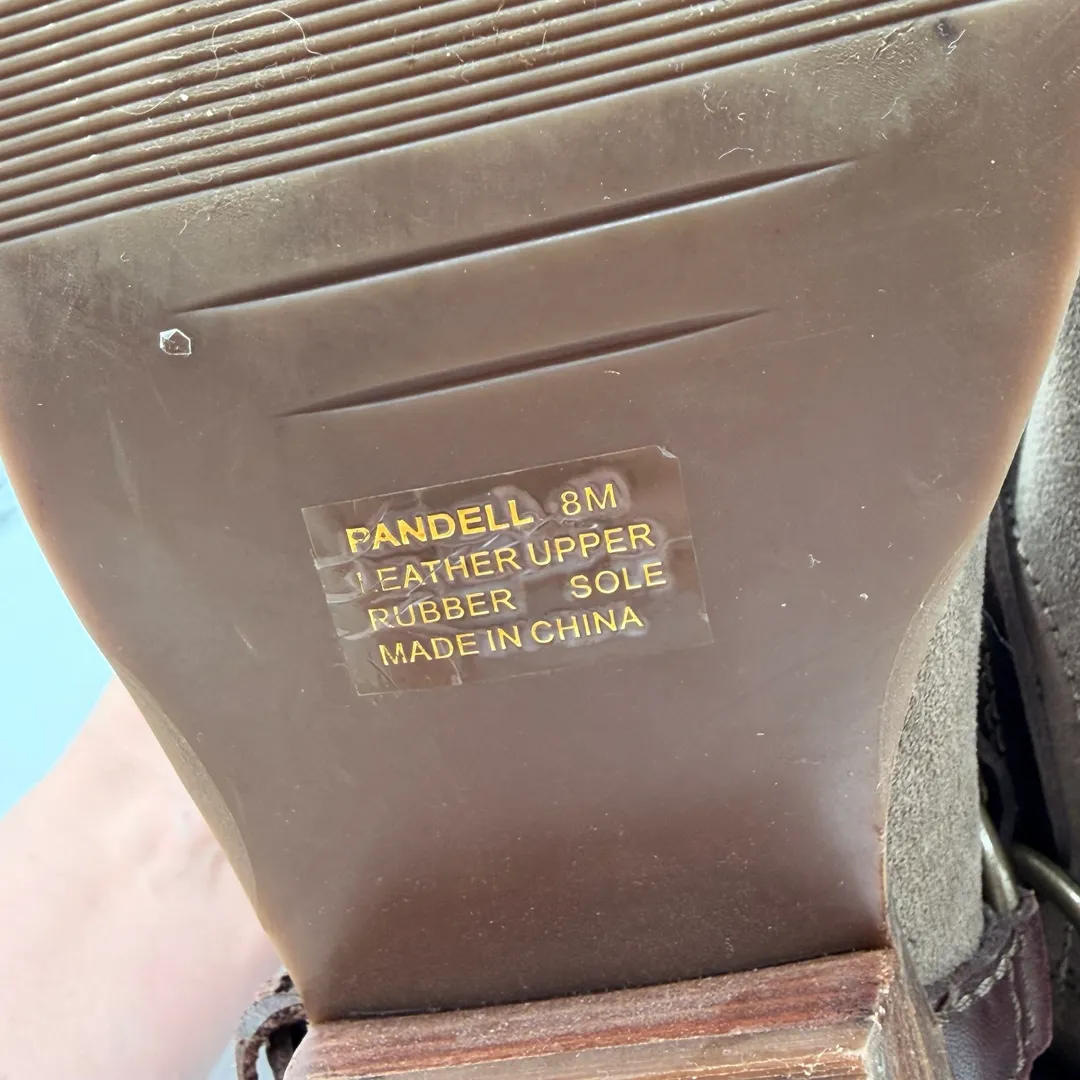 PANDELL 8M
LEATHER UPPER
RUBBER SOLE
MADE IN CHINA